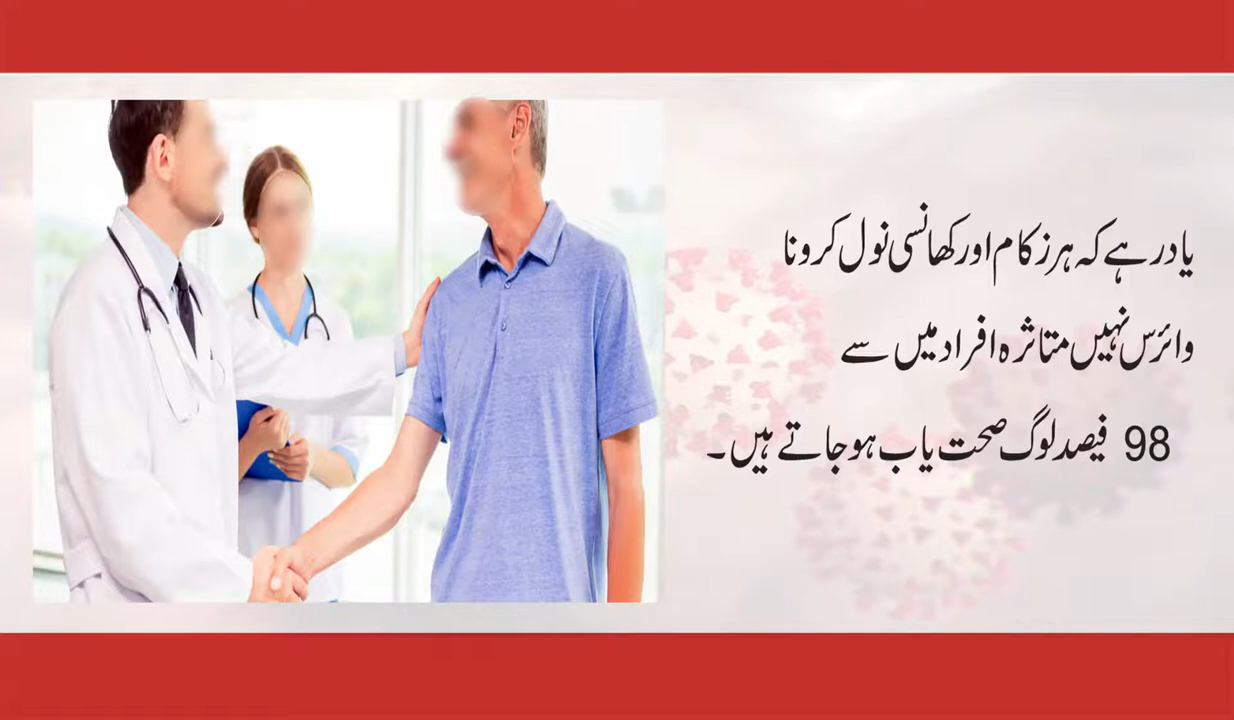 یاد رہے کہ ہر زکام اور کھانسی نول کرونا
وائرس نہیں متاثرہ افراد میں سے
98 فیصد لوگ صحت یاب ہو جاتے ہیں۔